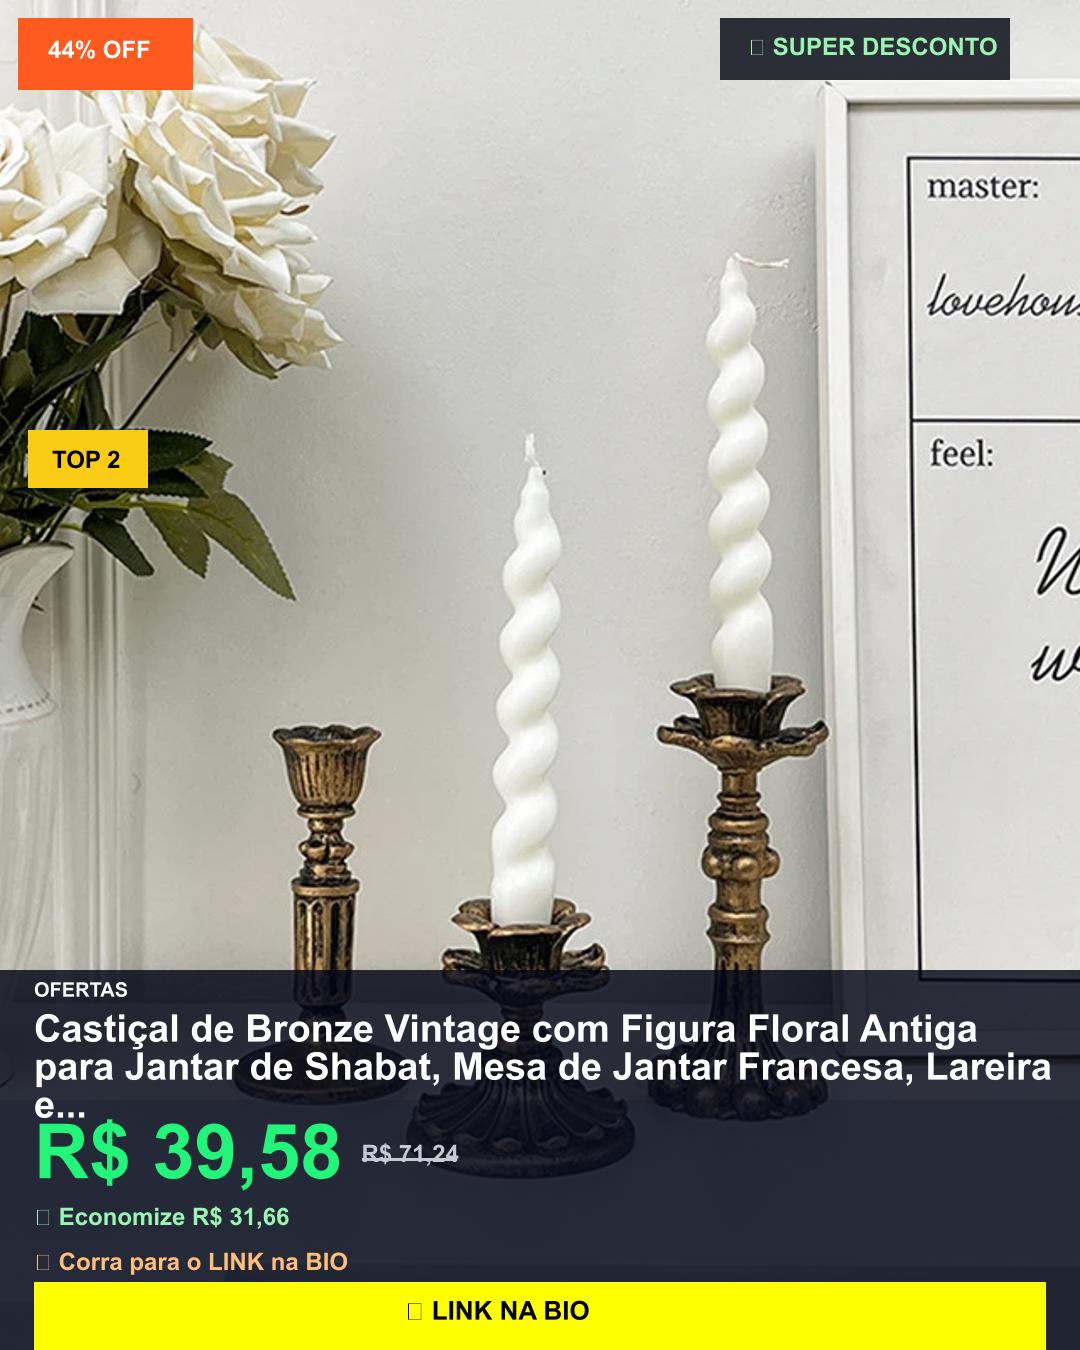 44% OFF
SUPER DESCONTO
master:
feel:
TOP 2
OFERTAS
Castiçal de Bronze Vintage com Figura Floral Antiga
para Jantar de Shabat, Mesa de Jantar Francesa, Lareira
e...
R$ 39,58 R$ 71,24
Economize R$ 31,66
Corra para o LINK na BIO
LINK NA BIO